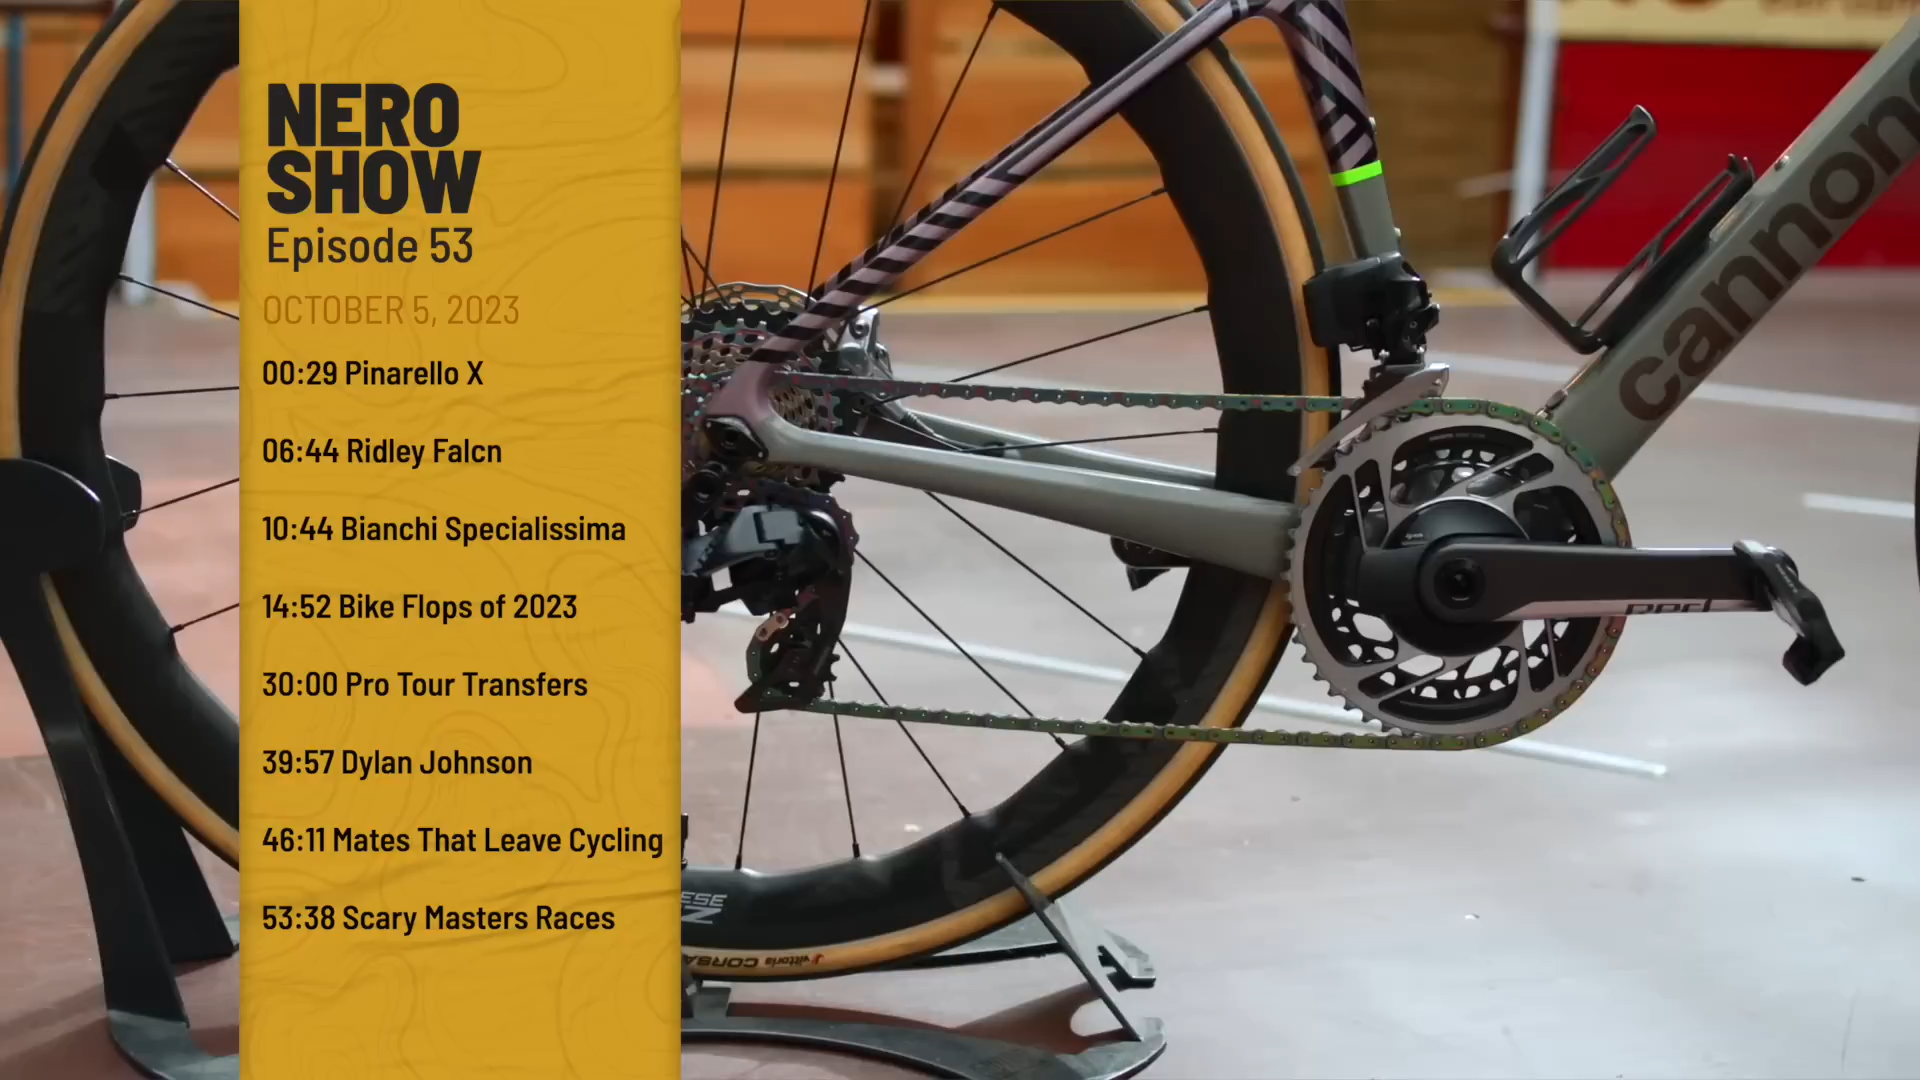 NERO
SHOW
Episode 53
OCTOBER 5, 2023
00:29 Pinarello X
06:44 Ridley Falcn
10:44 Bianchi Specialissima
14:52 Bike Flops of 2023
30:00 Pro Tour Transfers
39:57 Dylan Johnson
46:11 Mates That Leave Cycling
53:38 Scary Masters Races
cannon
vittoria CORSA